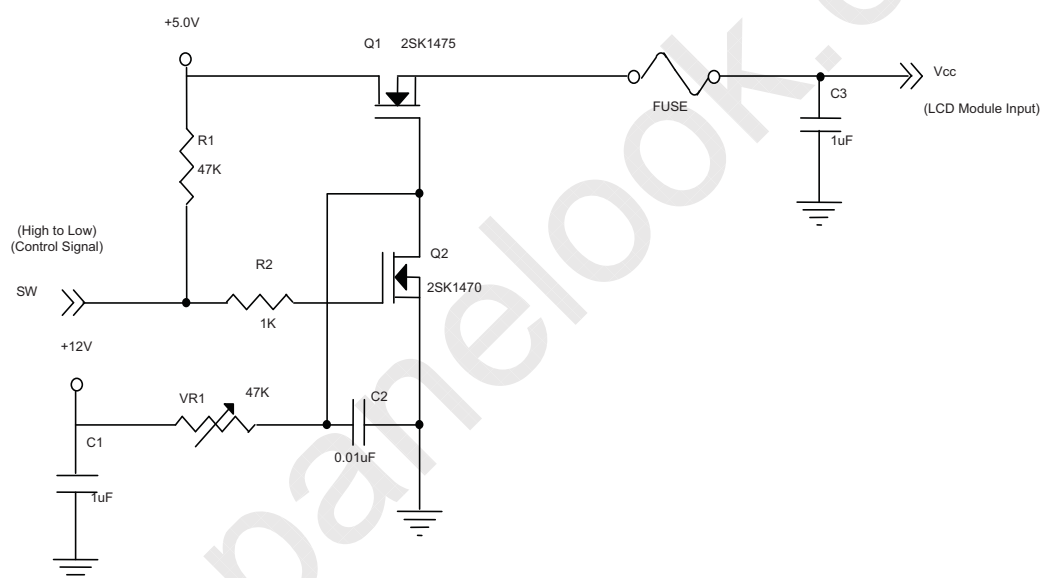 +5.0V
Q1 2SK1475
Vcc
FUSE
C3
(LCD Module Input)
R1
1uF
47K
(High to Low)
(Control Signal)
Q2
R2
SW
2SK1470
1K
+12V
VR1
47K
C2
C1
0.01uF
1uF
panelook.